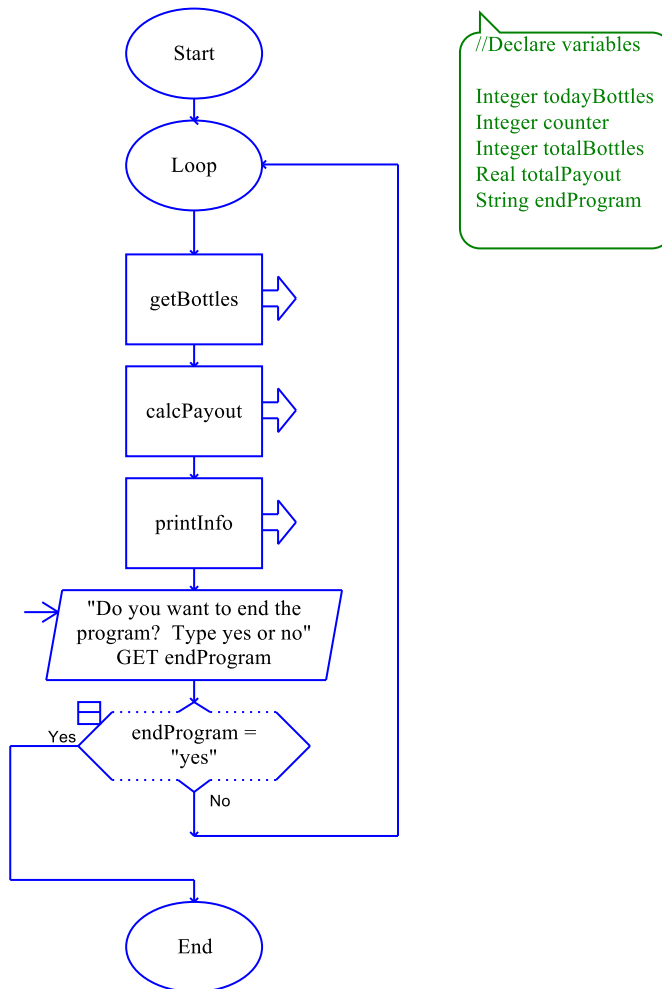 Start
Loop
getBottles
calcPayout
printInfo
"Do you want to end the
program?  Type yes or no"
GET endProgram
endProgram =
"yes"
Yes
No
End
//Declare variables
Integer todayBottles
Integer counter
Integer totalBottles
Real totalPayout
String endProgram